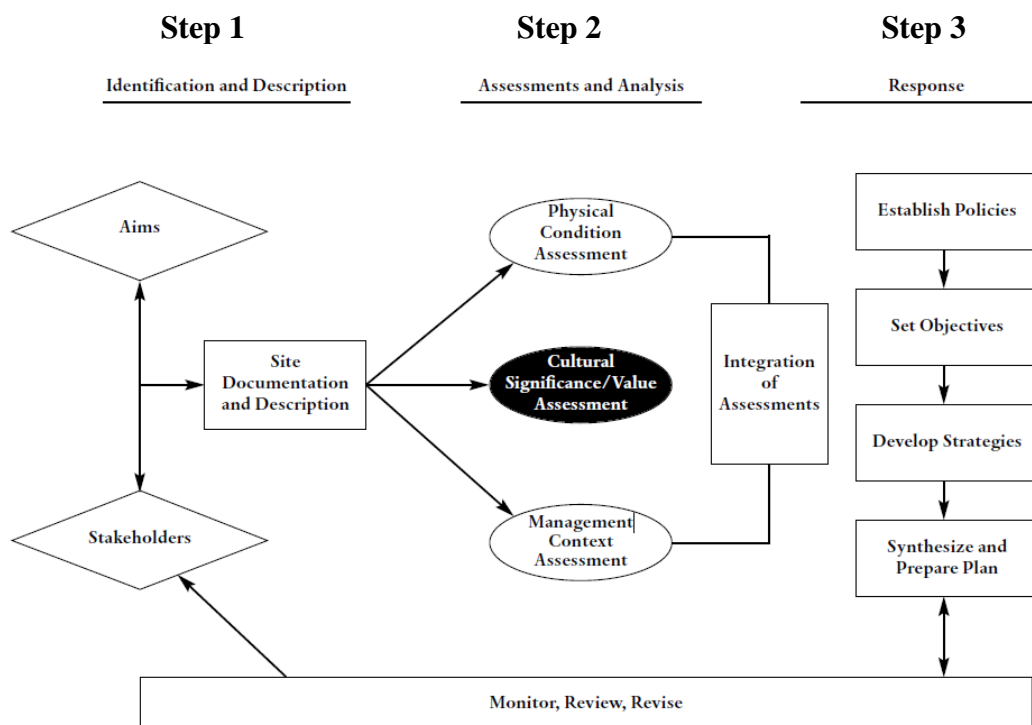 Step 1
Step 2
Step 3
Identification and Description
Assessments and Analysis
Response
Aims
Site
Documentation
and Description
Stakeholders
Physical
Condition
Assessment
Cultural
Significance/Value
Assessment
Management
Context
Assessment
Integration
of
Assessments
Establish Policies
Set Objectives
Develop Strategies
Synthesize and
Prepare Plan
Monitor, Review, Revise